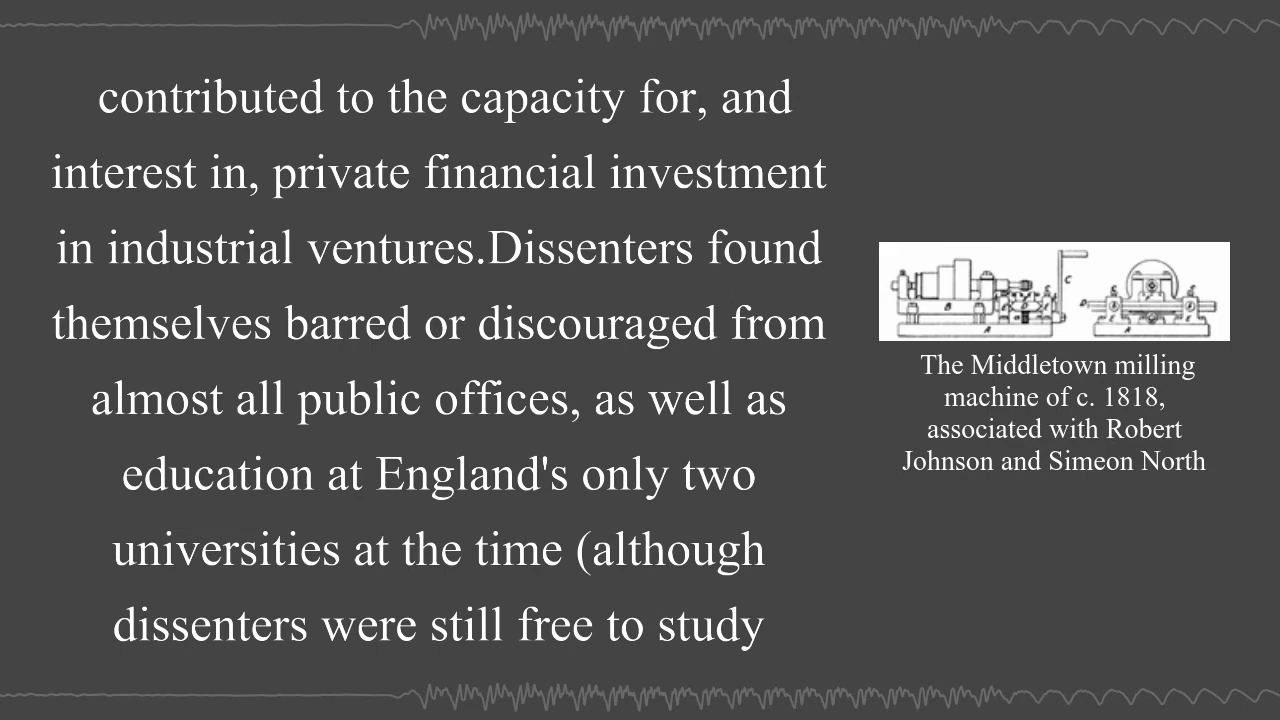 contributed to the capacity for, and
interest in, private financial investment
in industrial ventures.Dissenters found
themselves barred or discouraged from
almost all public offices, as well as
education at England's only two
universities at the time (although
dissenters were still free to study
The Middletown milling
machine of c. 1818,
associated with Robert
Johnson and Simeon North